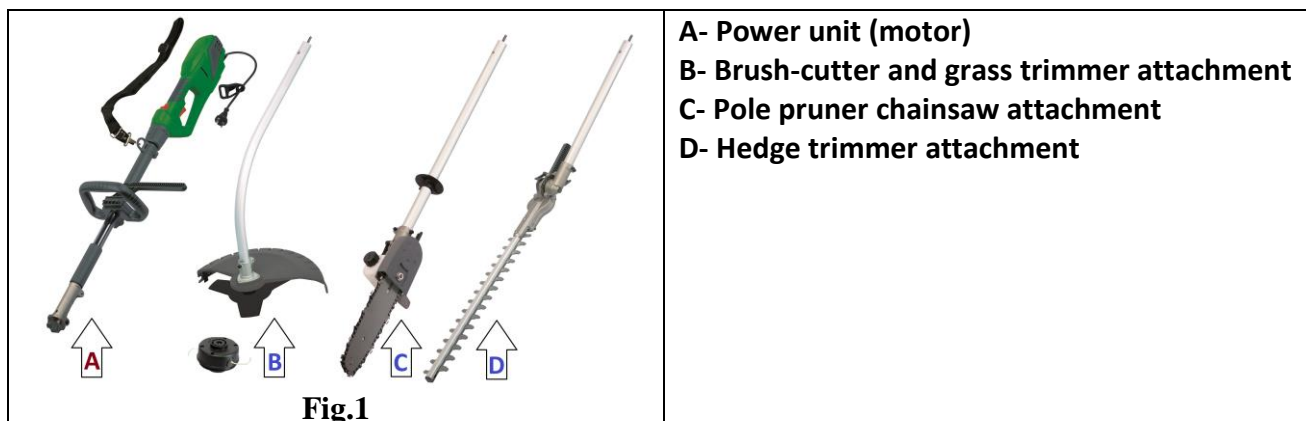 A- Power unit (motor)
B- Brush-cutter and grass trimmer attachment
C- Pole pruner chainsaw attachment
D- Hedge trimmer attachment
A
B
C
D
Fig.1